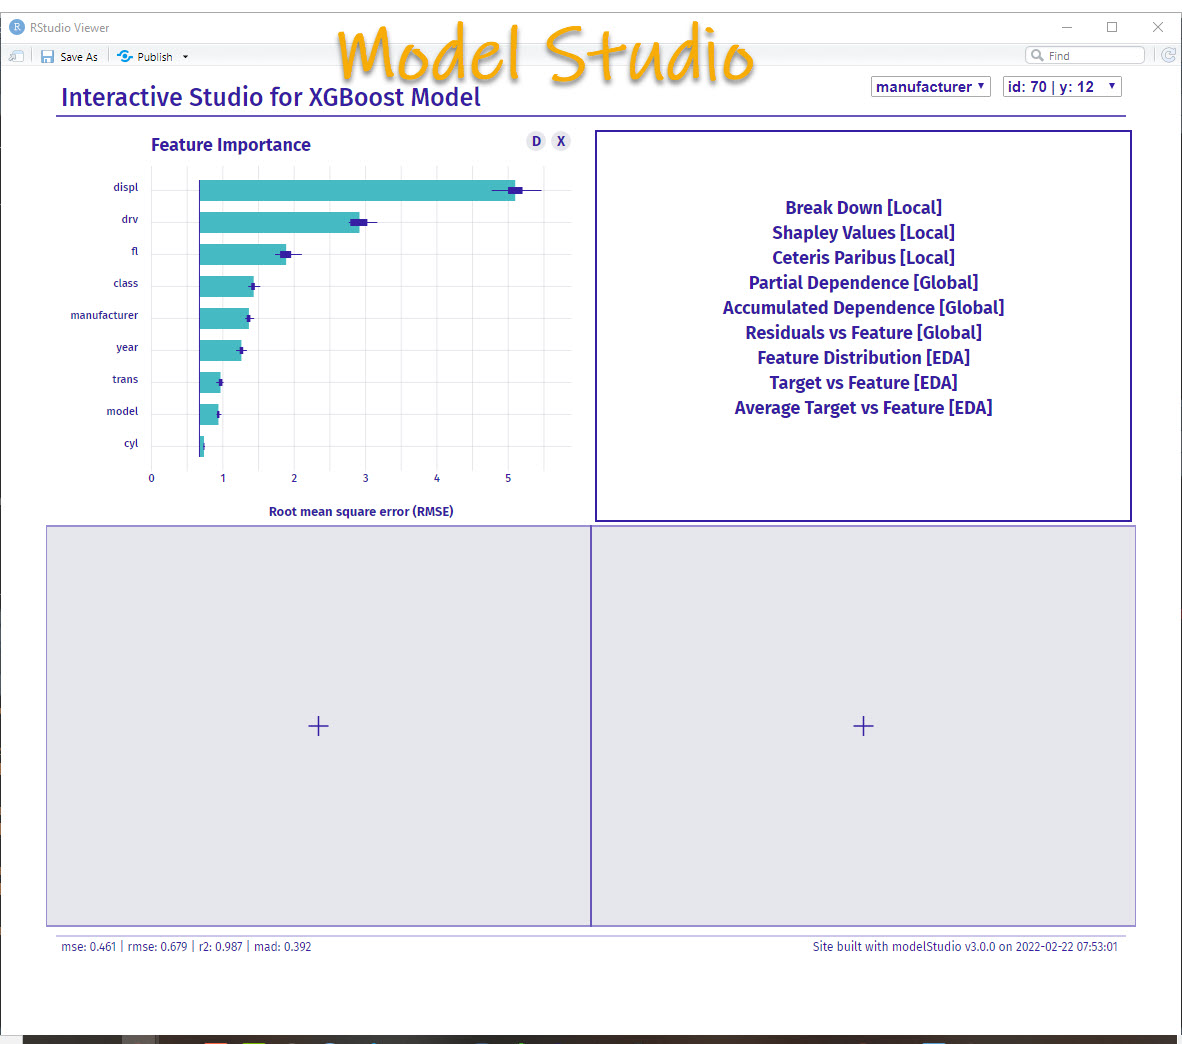 RStudio Viewer
Save As
Publish
Find
Model Studio
Interactive Studio for XGBoost Model
manufacturer
id: 70 | y: 12
Feature Importance
D
X
displ
drv
fl
class
manufacturer
year
trans
model
cyl
0 1 2 3 4 5
Root mean square error (RMSE)
Break Down [Local]
Shapley Values [Local]
Ceteris Paribus [Local]
Partial Dependence [Global]
Accumulated Dependence [Global]
Residuals vs Feature [Global]
Feature Distribution [EDA]
Target vs Feature [EDA]
Average Target vs Feature [EDA]
mse: 0.461 | rmse: 0.679 | r2: 0.987 | mad: 0.392
Site built with modelStudio v3.0.0 on 2022-02-22 07:53:01